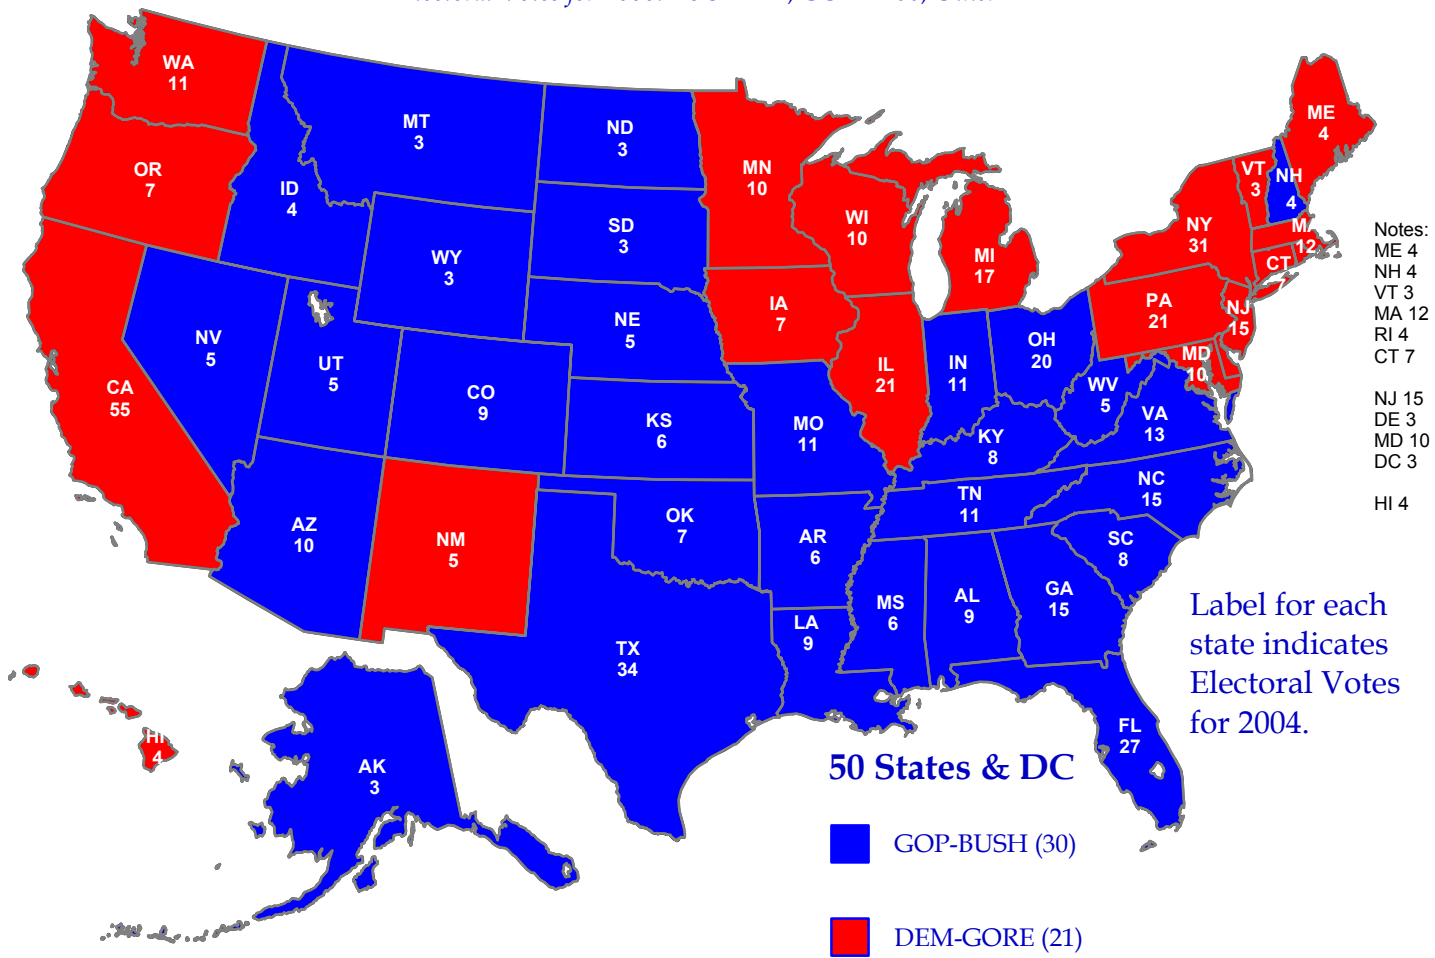 WA
11
OR
7
CA
55
NV
5
ID
4
MT
3
WY
3
UT
5
CO
9
AZ
10
NM
5
ND
3
SD
3
NE
5
KS
6
OK
7
TX
34
MN
10
IA
7
MO
11
AR
6
LA
9
WI
10
IL
21
MI
17
IN
11
OH
20
KY
8
TN
11
MS
6
AL
9
GA
15
FL
27
SC
8
NC
15
VA
13
WV
5
MD
10
PA
21
NJ
15
NY
31
CT
7
MA
12
VT
3
NH
4
ME
4
HI
4
AK
3
Notes:
ME 4
NH 4
VT 3
MA 12
RI 4
CT 7
NJ 15
DE 3
MD 10
DC 3
HI 4
Label for each
state indicates
Electoral Votes
for 2004.
50 States & DC
GOP-BUSH (30)
DEM-GORE (21)